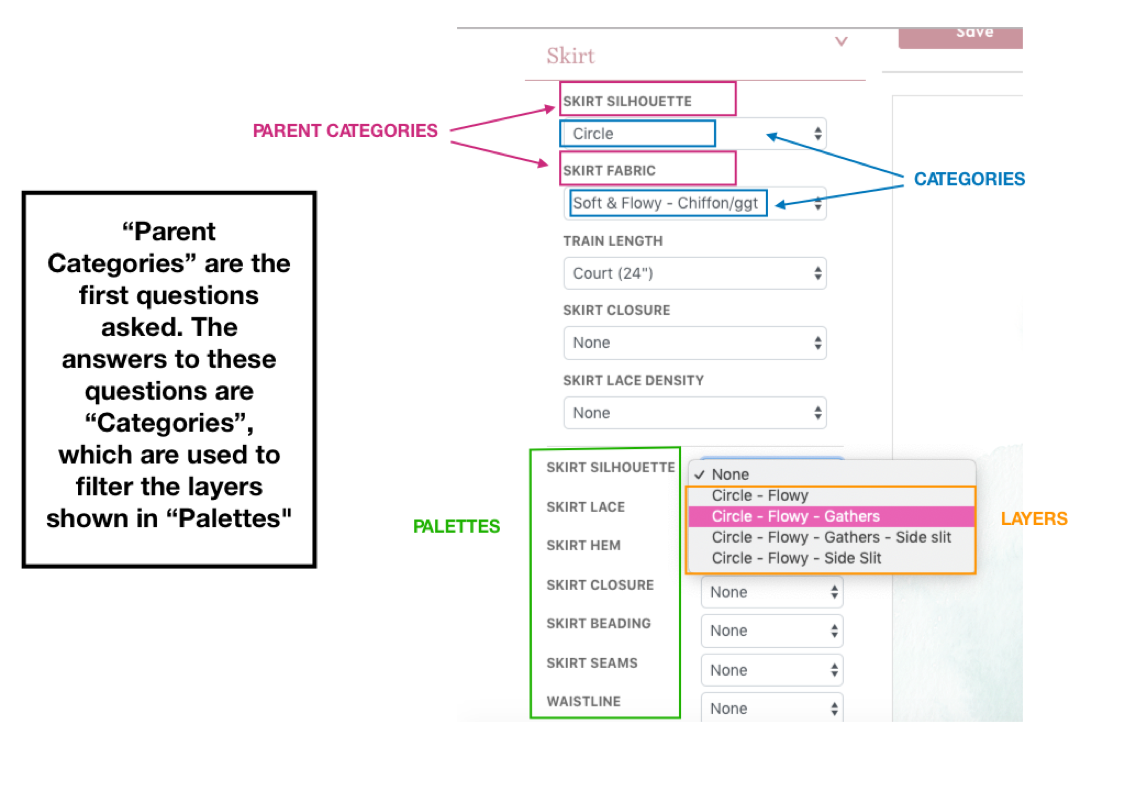 Save
Skirt
SKIRT SILHOUETTE
PARENT CATEGORIES
Circle
SKIRT FABRIC
CATEGORIES
Soft & Flowy - Chiffon/ggt
“Parent
Categories” are the
first questions
asked. The
answers to these
questions are
“Categories”,
which are used to
filter the layers
shown in “Palettes"
TRAIN LENGTH
Court (24")
SKIRT CLOSURE
None
SKIRT LACE DENSITY
None
PALETTES
SKIRT SILHOUETTE
SKIRT LACE
SKIRT HEM
SKIRT CLOSURE
SKIRT BEADING
SKIRT SEAMS
WAISTLINE
✓ None
Circle - Flowy
Circle - Flowy - Gathers
Circle - Flowy - Gathers - Side slit
Circle - Flowy - Side Slit
LAYERS
None
None
None
None